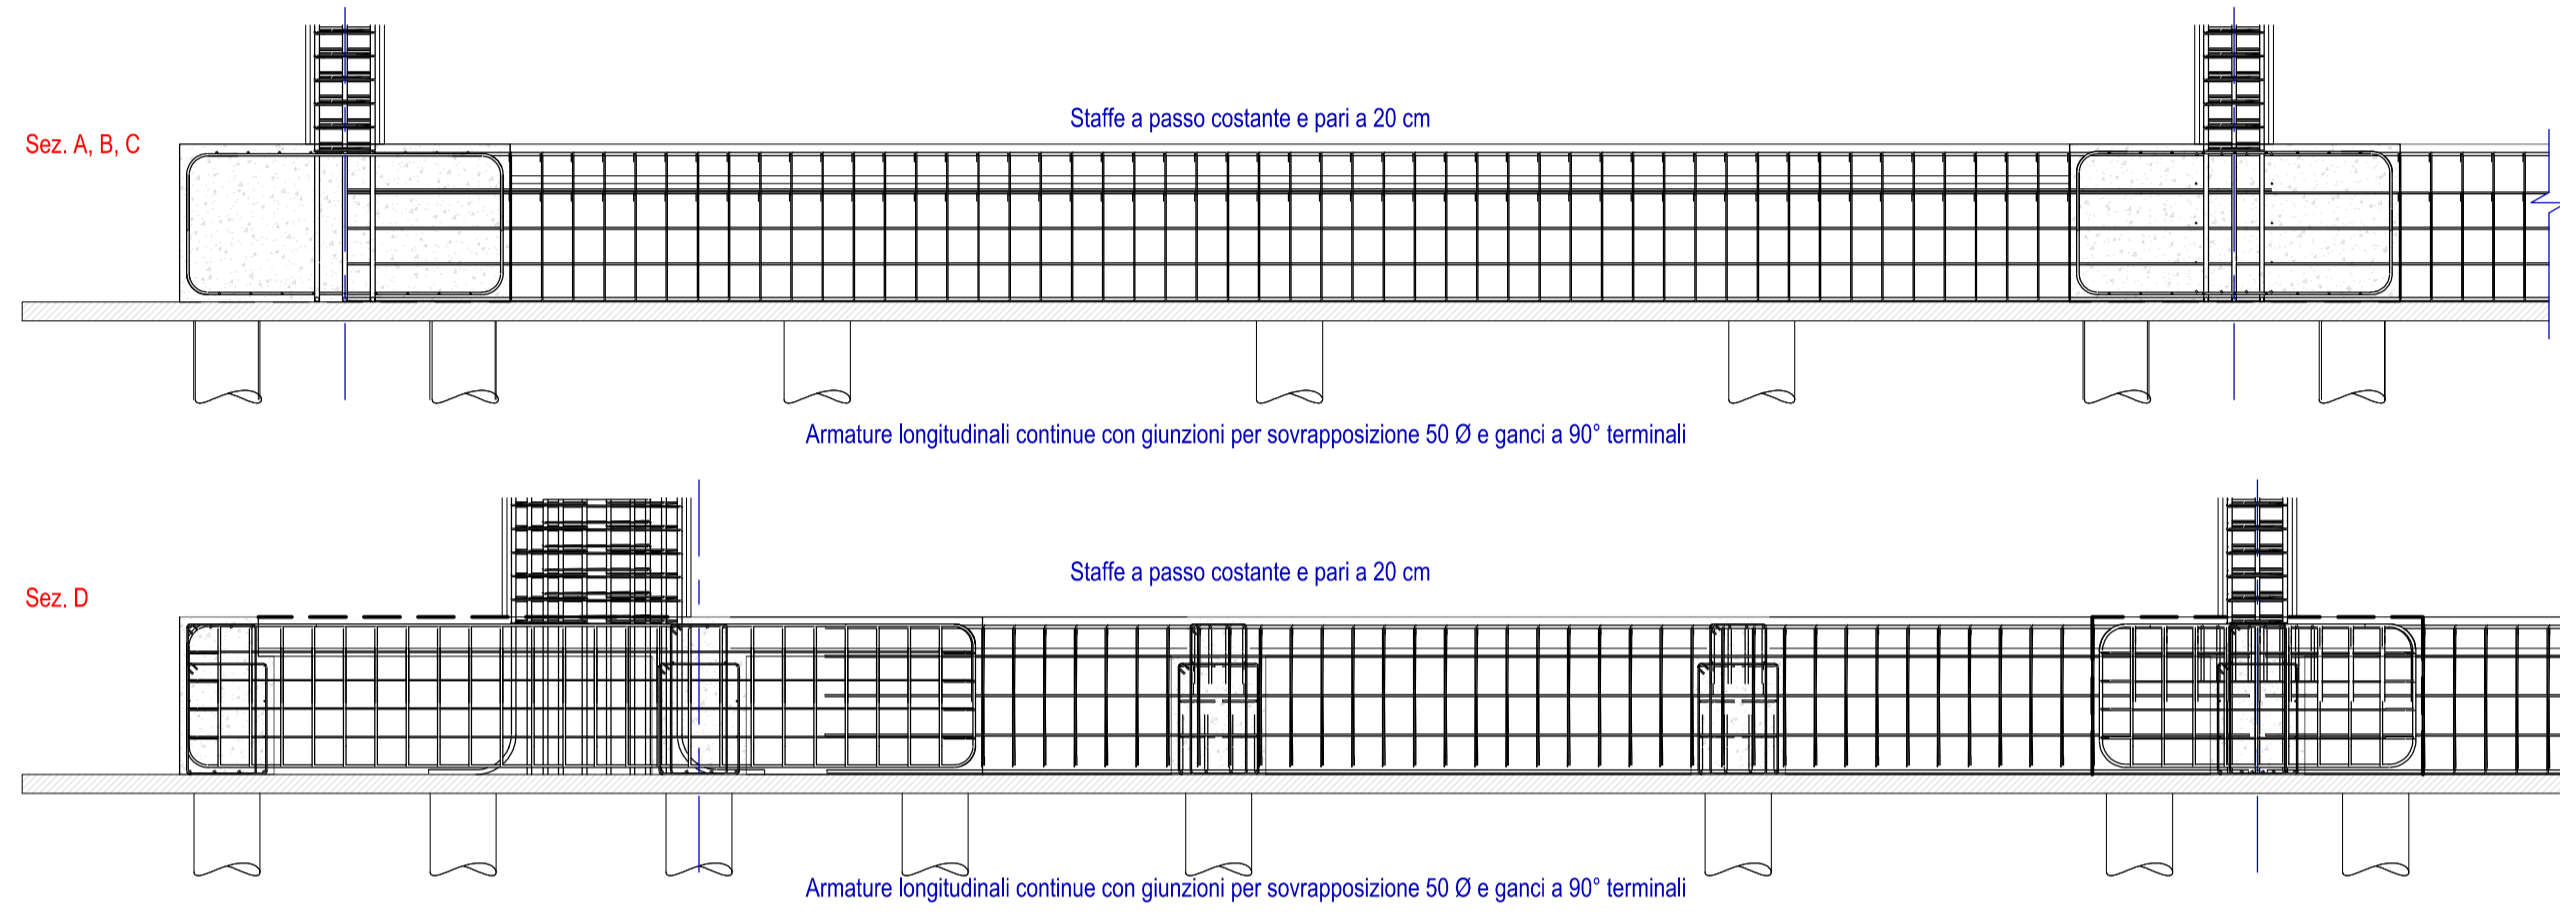 Staffe a passo costante e pari a 20 cm
Sez. A, B, C
Armature longitudinali continue con giunzioni per sovrapposizione 50 Ø e ganci a 90° terminali
Staffe a passo costante e pari a 20 cm
Sez. D
Armature longitudinali continue con giunzioni per sovrapposizione 50 Ø e ganci a 90° terminali